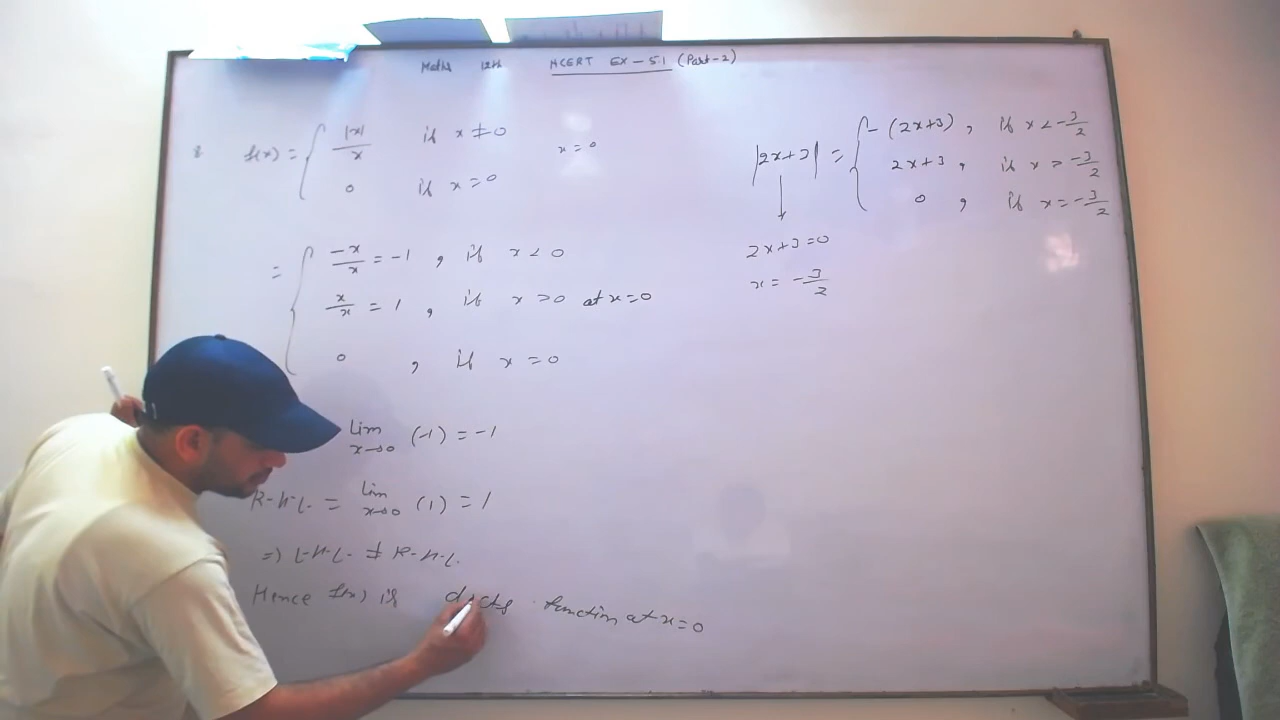 Maths 12th NCERT EX-5.1 (Part-2)
8 f(x) = { |x|/x if x ≠ 0
0 if x = 0
x = 0
= { -x/x = -1 , if x < 0
x/x = 1 , if x > 0 at x = 0
0 , if x = 0
Lim x→0 (-1) = -1
R-H-L. = Lim x→0 (1) = 1
=> L-H-L. ≠ R-H-L.
Hence f(x) is dscts function at x = 0
|2x+3| = { -(2x+3) , if x < -3/2
2x+3 , if x > -3/2
0 , if x = -3/2
↓
2x+3 = 0
x = -3/2